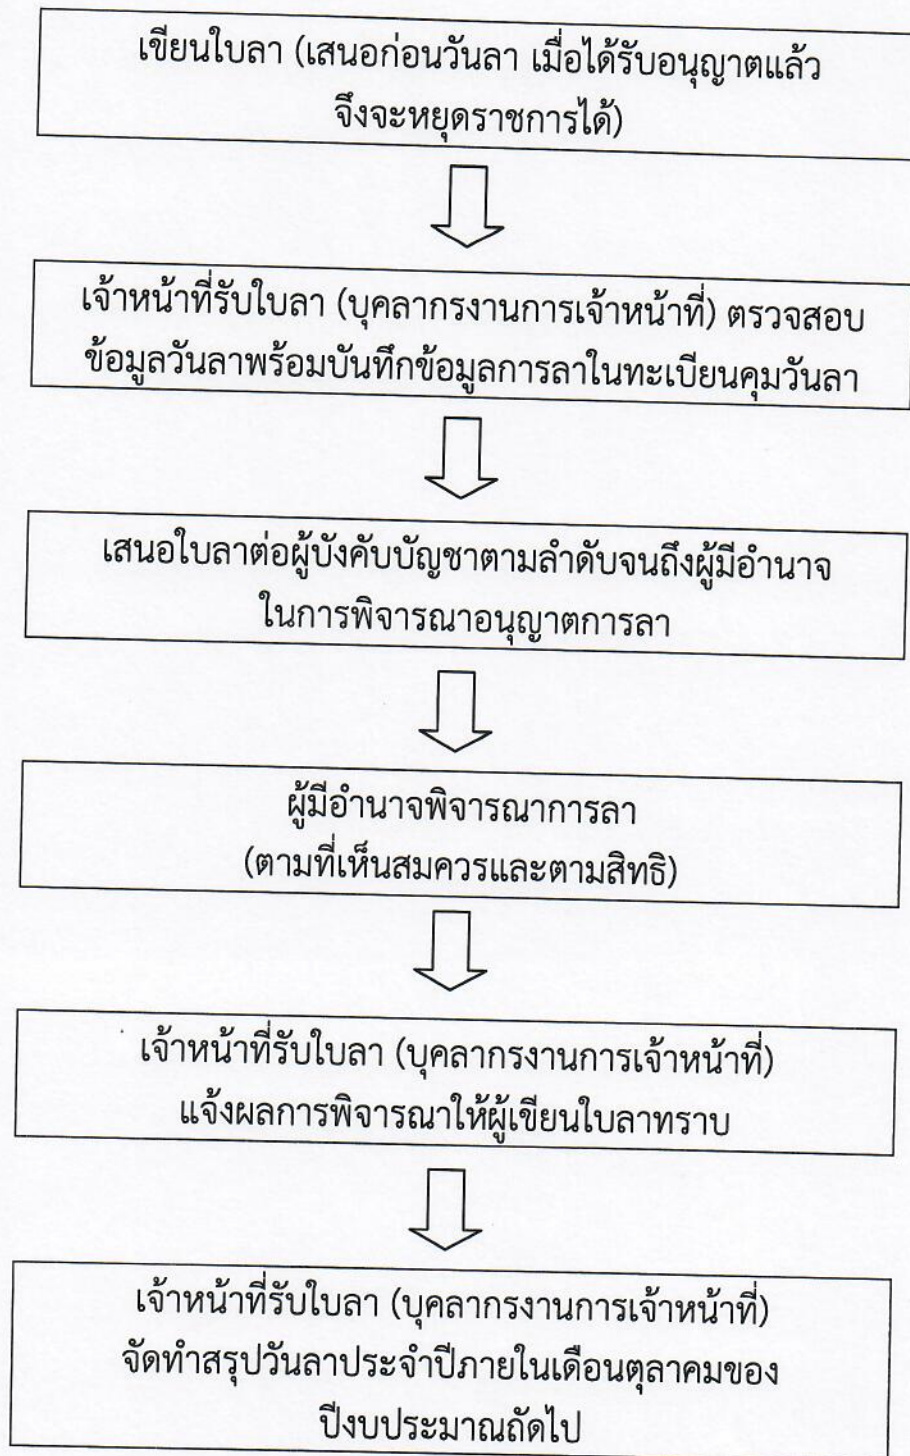 เขียนใบลา (เสนอก่อนวันลา เมื่อได้รับอนุญาตแล้ว
จึงจะหยุดราชการได้)
เจ้าหน้าที่รับใบลา (บุคลากรงานการเจ้าหน้าที่) ตรวจสอบ
ข้อมูลวันลาพร้อมบันทึกข้อมูลการลาในทะเบียนคุมวันลา
เสนอใบลาต่อผู้บังคับบัญชาตามลำดับจนถึงผู้มีอำนาจ
ในการพิจารณาอนุญาตการลา
ผู้มีอำนาจพิจารณาการลา
(ตามที่เห็นสมควรและตามสิทธิ)
เจ้าหน้าที่รับใบลา (บุคลากรงานการเจ้าหน้าที่)
แจ้งผลการพิจารณาให้ผู้เขียนใบลาทราบ
เจ้าหน้าที่รับใบลา (บุคลากรงานการเจ้าหน้าที่)
จัดทำสรุปวันลาประจำปีภายในเดือนตุลาคมของ
ปีงบประมาณถัดไป